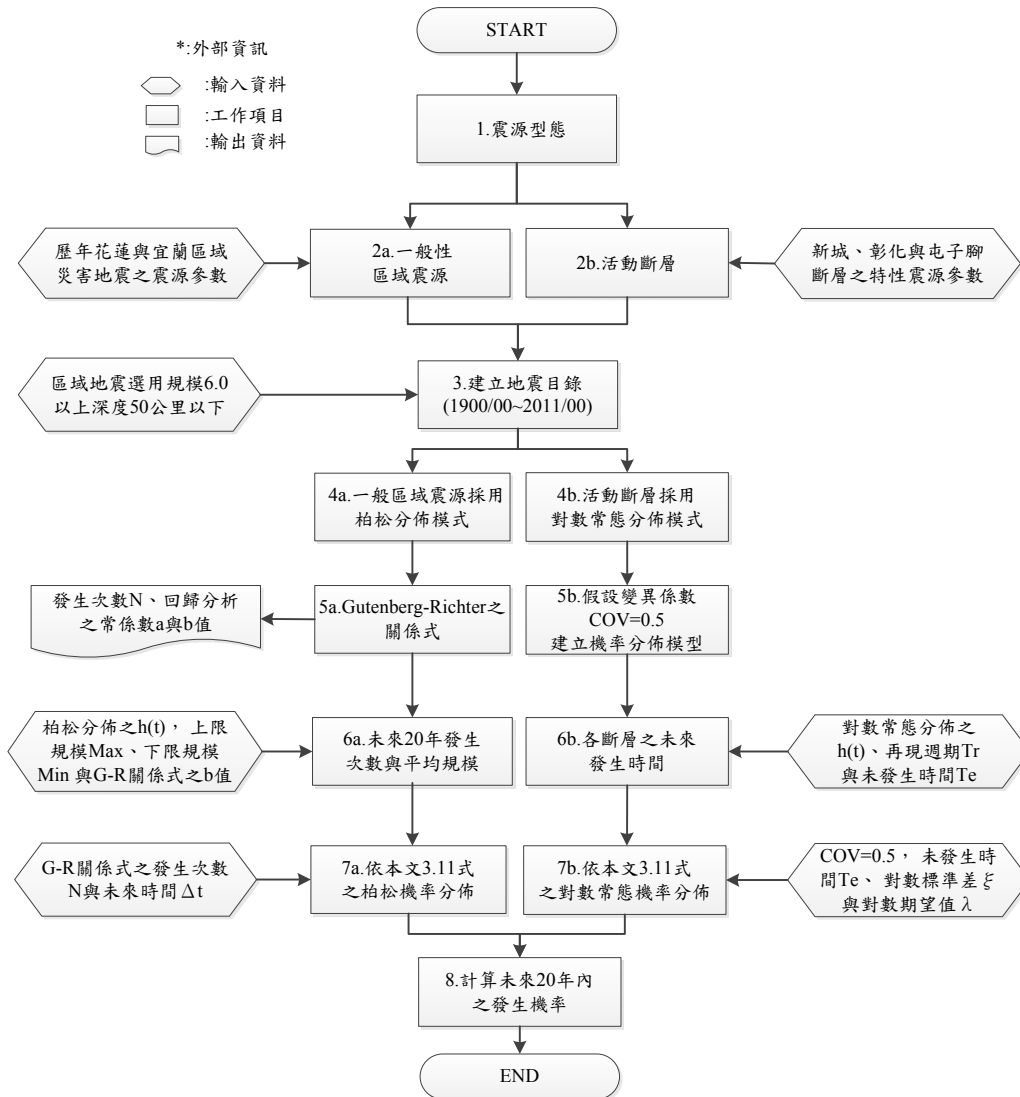 START
*:外部資訊
:輸入資料
:工作項目
:輸出資料
1.震源型態
歷年花蓮與宜蘭區域
災害地震之震源參數
2a.一般性
區域震源
2b.活動斷層
新城、彰化與屯子腳
斷層之特性震源參數
區域地震選用規模6.0
以上深度50公里以下
3.建立地震目錄
(1900/00~2011/00)
4a.一般區域震源採用
柏松分佈模式
4b.活動斷層採用
對數常態分佈模式
發生次數N、回歸分析
之常係數a與b值
5a.Gutenberg-Richter之
關係式
5b.假設變異係數
COV=0.5
建立機率分佈模型
柏松分佈之h(t)，上限
規模Max、下限規模
Min 與G-R關係式之b值
6a.未來20年發生
次數與平均規模
6b.各斷層之未來
發生時間
對數常態分佈之
h(t)、再現週期Tr
與未發生時間Te
G-R關係式之發生次數
N與未來時間Δt
7a.依本文3.11式
之柏松機率分佈
7b.依本文3.11式
之對數常態機率分佈
COV=0.5，未發生時
間Te、對數標準差ξ
與對數期望值λ
8.計算未來20年內
之發生機率
END